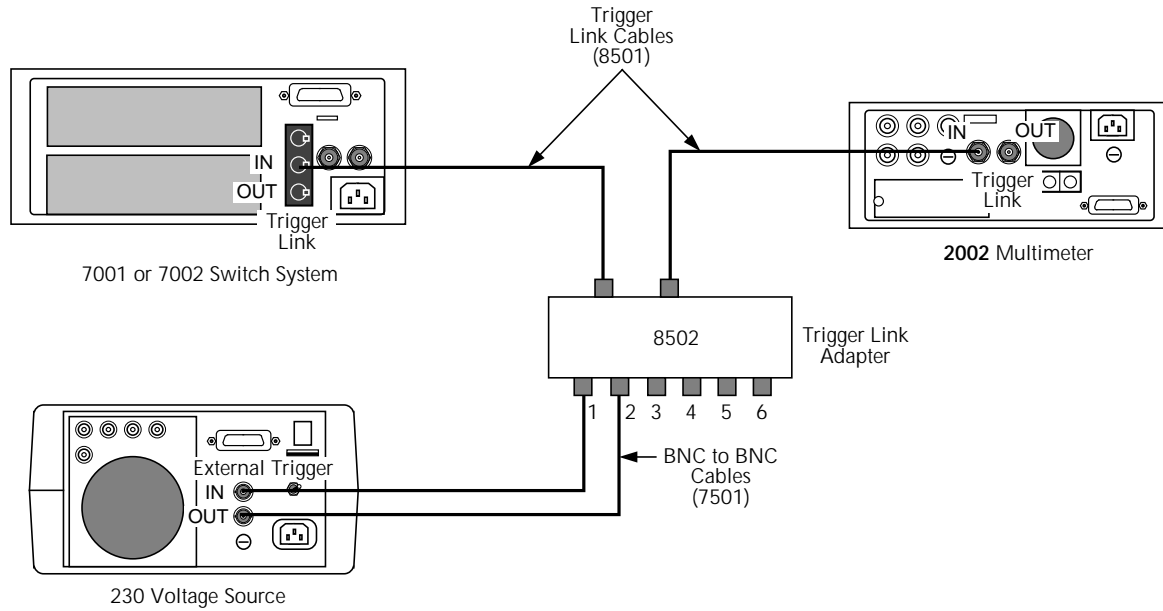 Trigger
Link Cables
(8501)
IN
OUT
Trigger
Link
7001 or 7002 Switch System
IN
OUT
Trigger
Link
2002 Multimeter
8502
Trigger Link
Adapter
1 2 3 4 5 6
BNC to BNC
Cables
(7501)
External Trigger
IN
OUT
230 Voltage Source